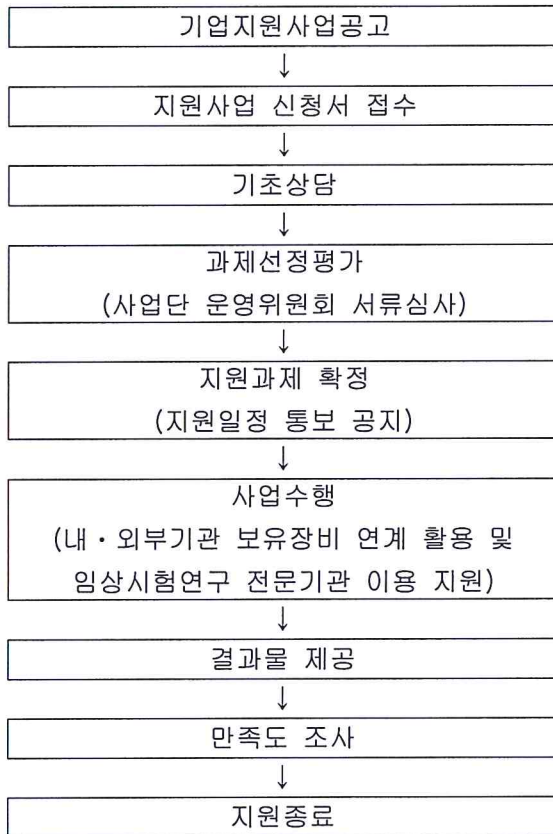 기업지원사업공고
↓
지원사업 신청서 접수
↓
기초상담
↓
과제선정평가
(사업단 운영위원회 서류심사)
↓
지원과제 확정
(지원일정 통보 공지)
↓
사업수행
(내・외부기관 보유장비 연계 활용 및
임상시험연구 전문기관 이용 지원)
↓
결과물 제공
↓
만족도 조사
↓
지원종료